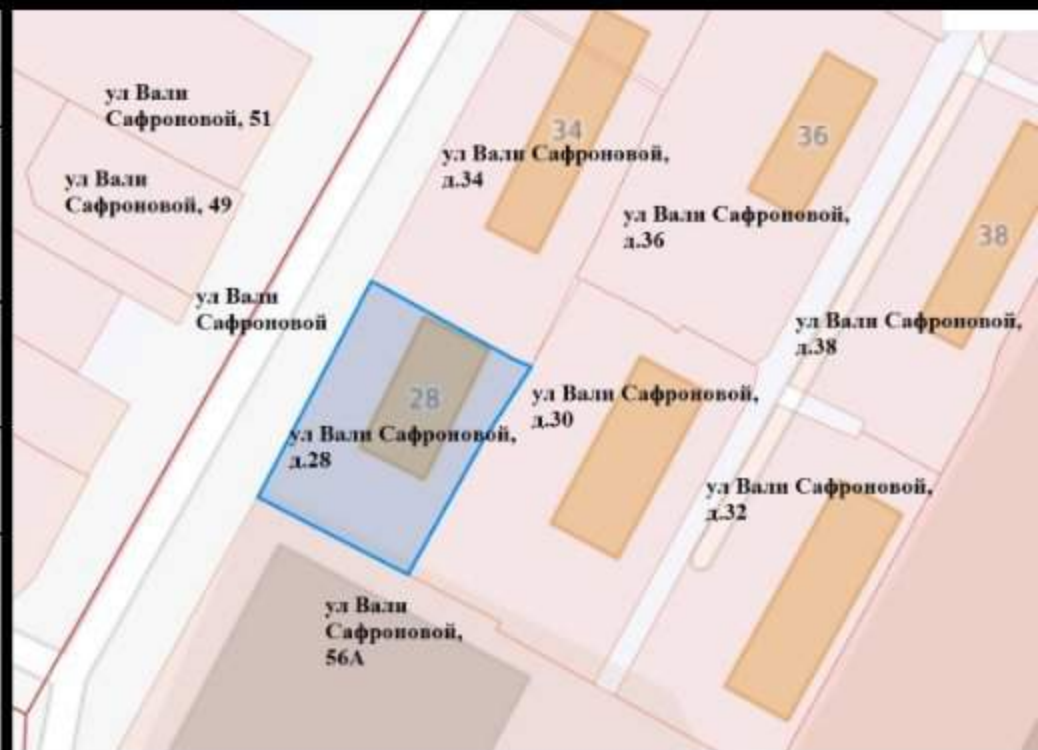 ул Вали
Сафроновой, 51
34
36
ул Вали Сафроновой,
д.34
ул Вали
Сафроновой, 49
ул Вали Сафроновой,
д.36
38
ул Вали
Сафроновой
ул Вали Сафроновой,
д.38
28
ул Вали Сафроновой,
д.30
ул Вали Сафроновой,
д.28
ул Вали Сафроновой,
д.32
ул Вали
Сафроновой,
56А